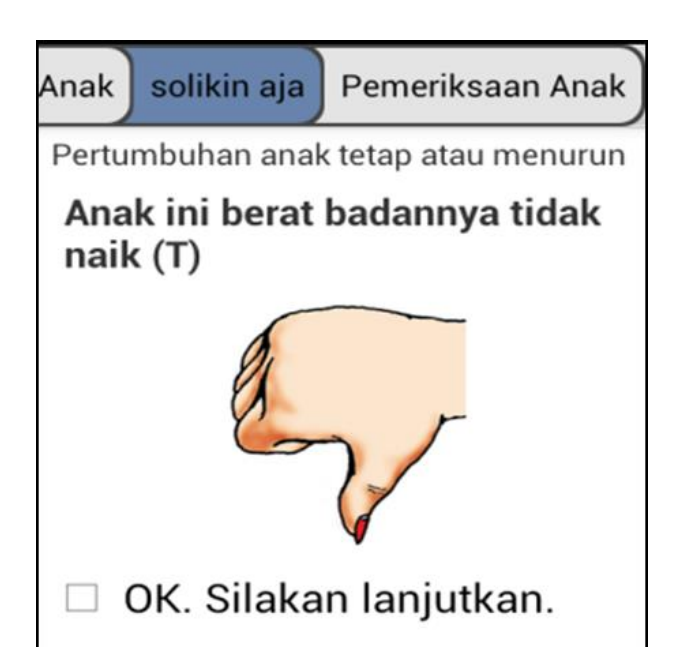 Anak solikin aja Pemeriksaan Anak
Pertumbuhan anak tetap atau menurun
Anak ini berat badannya tidak
naik (T)
OK. Silakan lanjutkan.